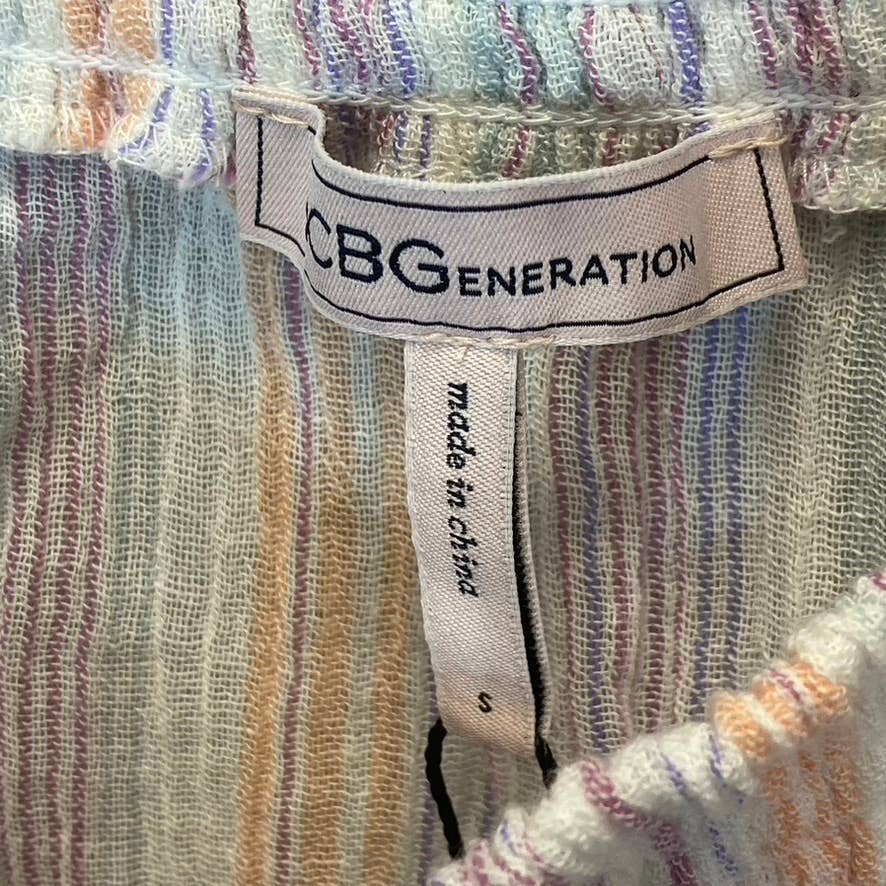 CBGENERATION
made in china
S